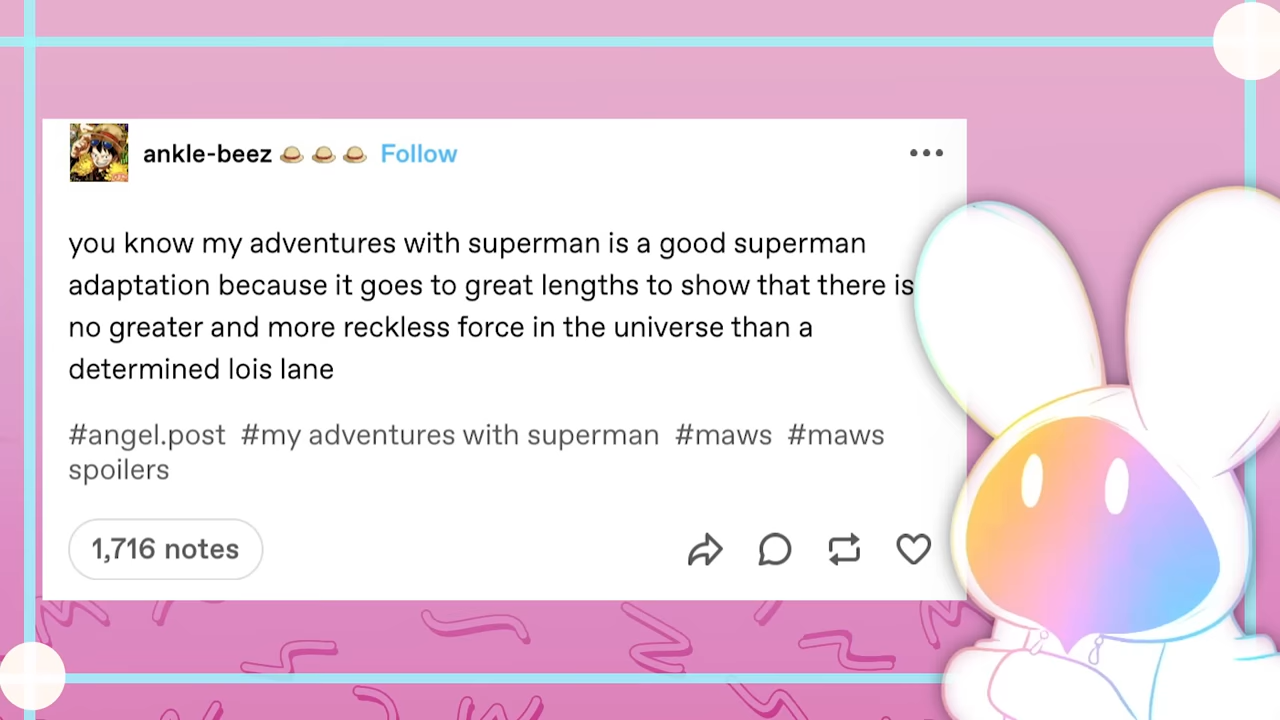 ankle-beez Follow
you know my adventures with superman is a good superman
adaptation because it goes to great lengths to show that there is
no greater and more reckless force in the universe than a
determined lois lane
#angel.post #my adventures with superman #maws #maws
spoilers
1,716 notes